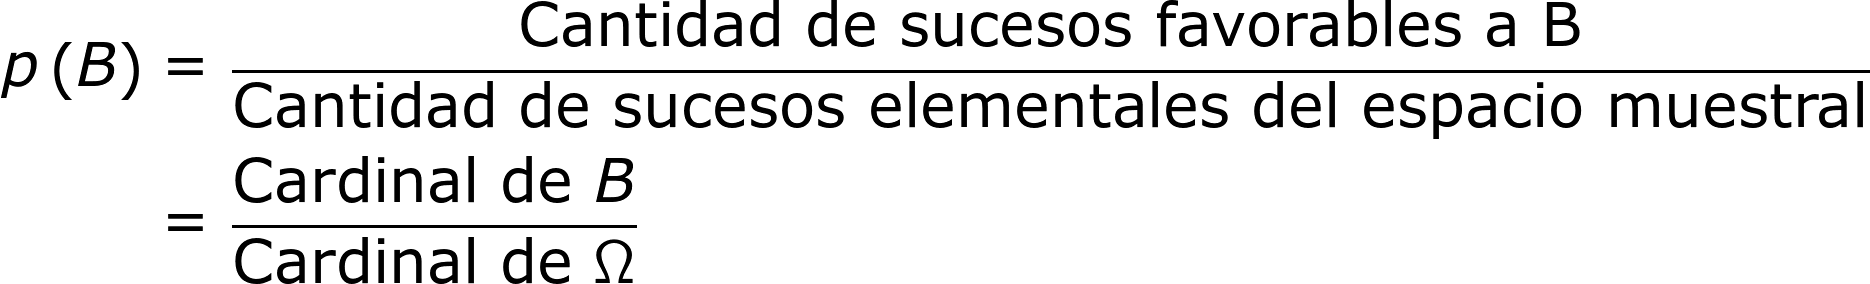 p (B) = Cantidad de sucesos favorables a B
Cantidad de sucesos elementales del espacio muestral
= Cardinal de B
Cardinal de Ω